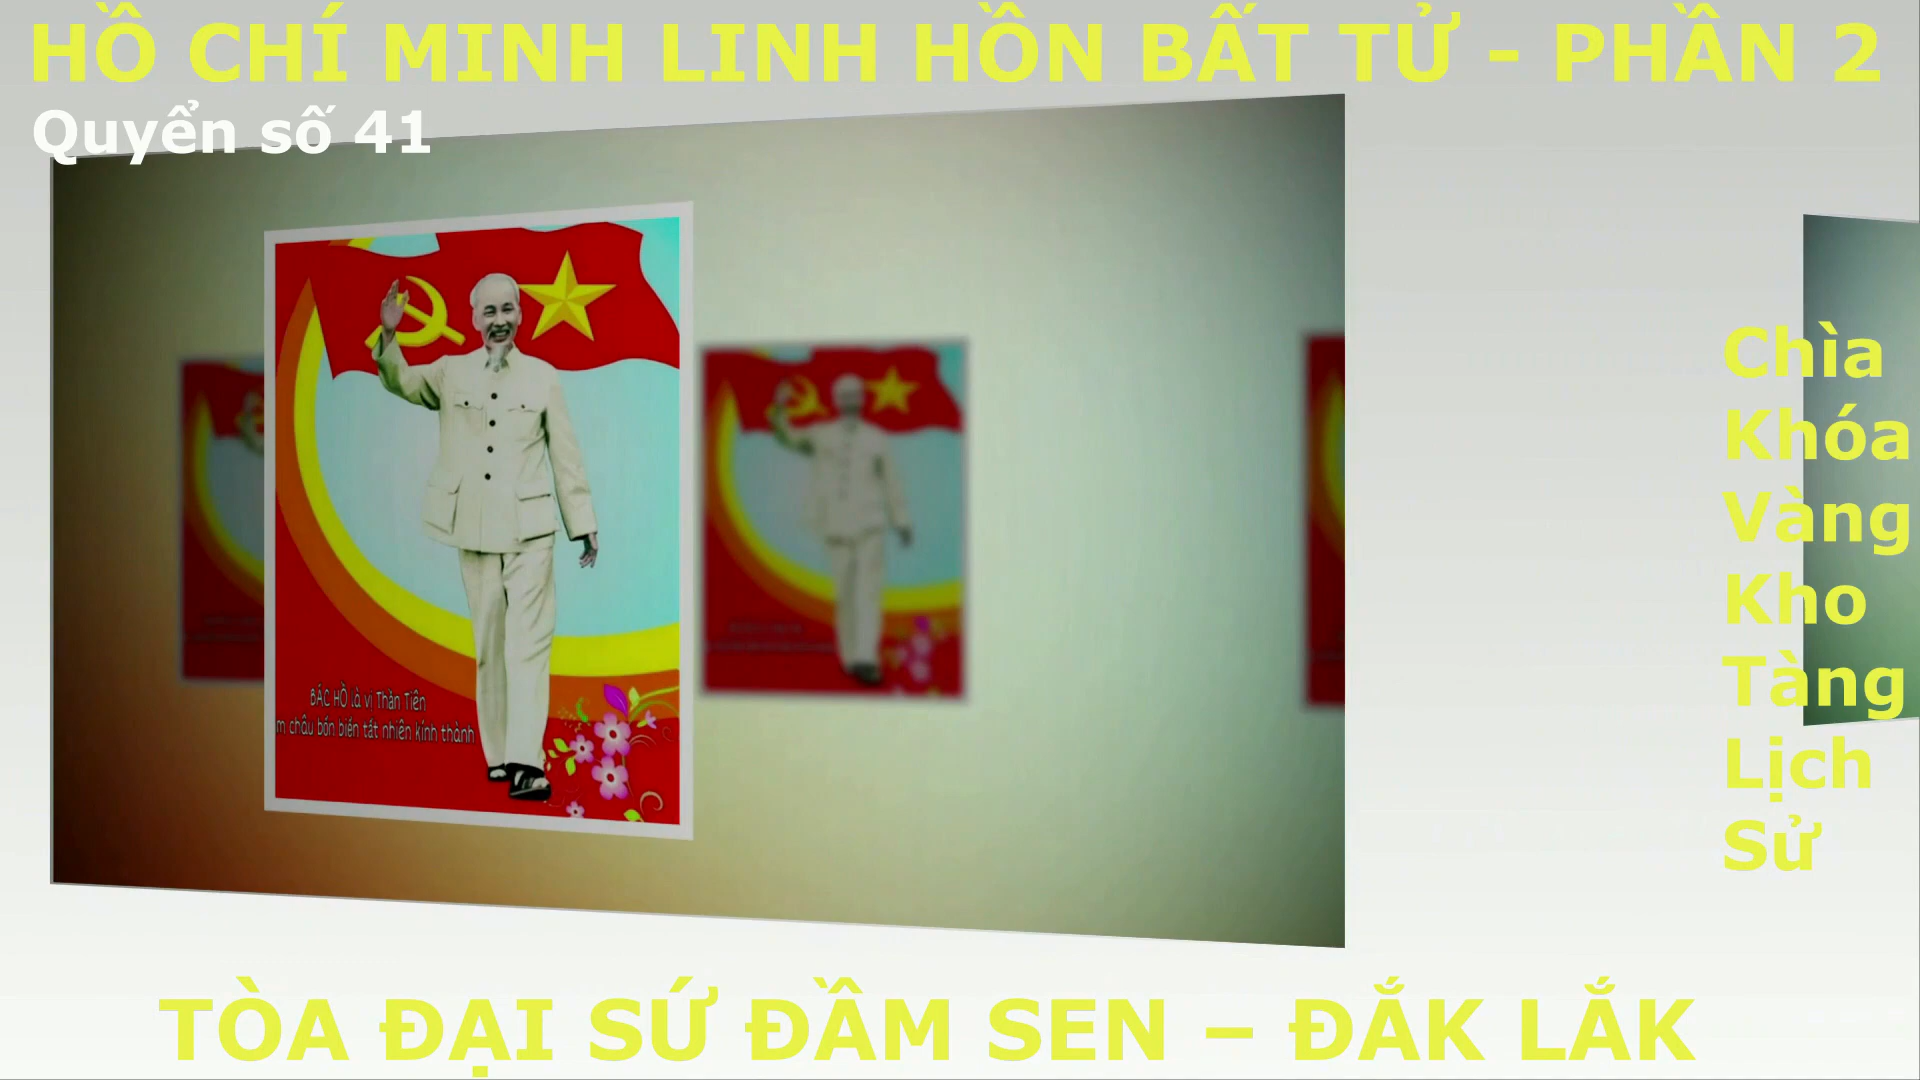 HỒ CHÍ MINH LINH HỒN BẤT TỬ - PHẦN 2
Quyển số 41
BÁC HỒ là vị Thần Tiên
m châu bốn biển tất nhiên kính thành
Chìa
Khóa
Vàng
Kho
Tàng
Lịch
Sử
TÒA ĐẠI SỨ ĐẦM SEN – ĐẮK LẮK